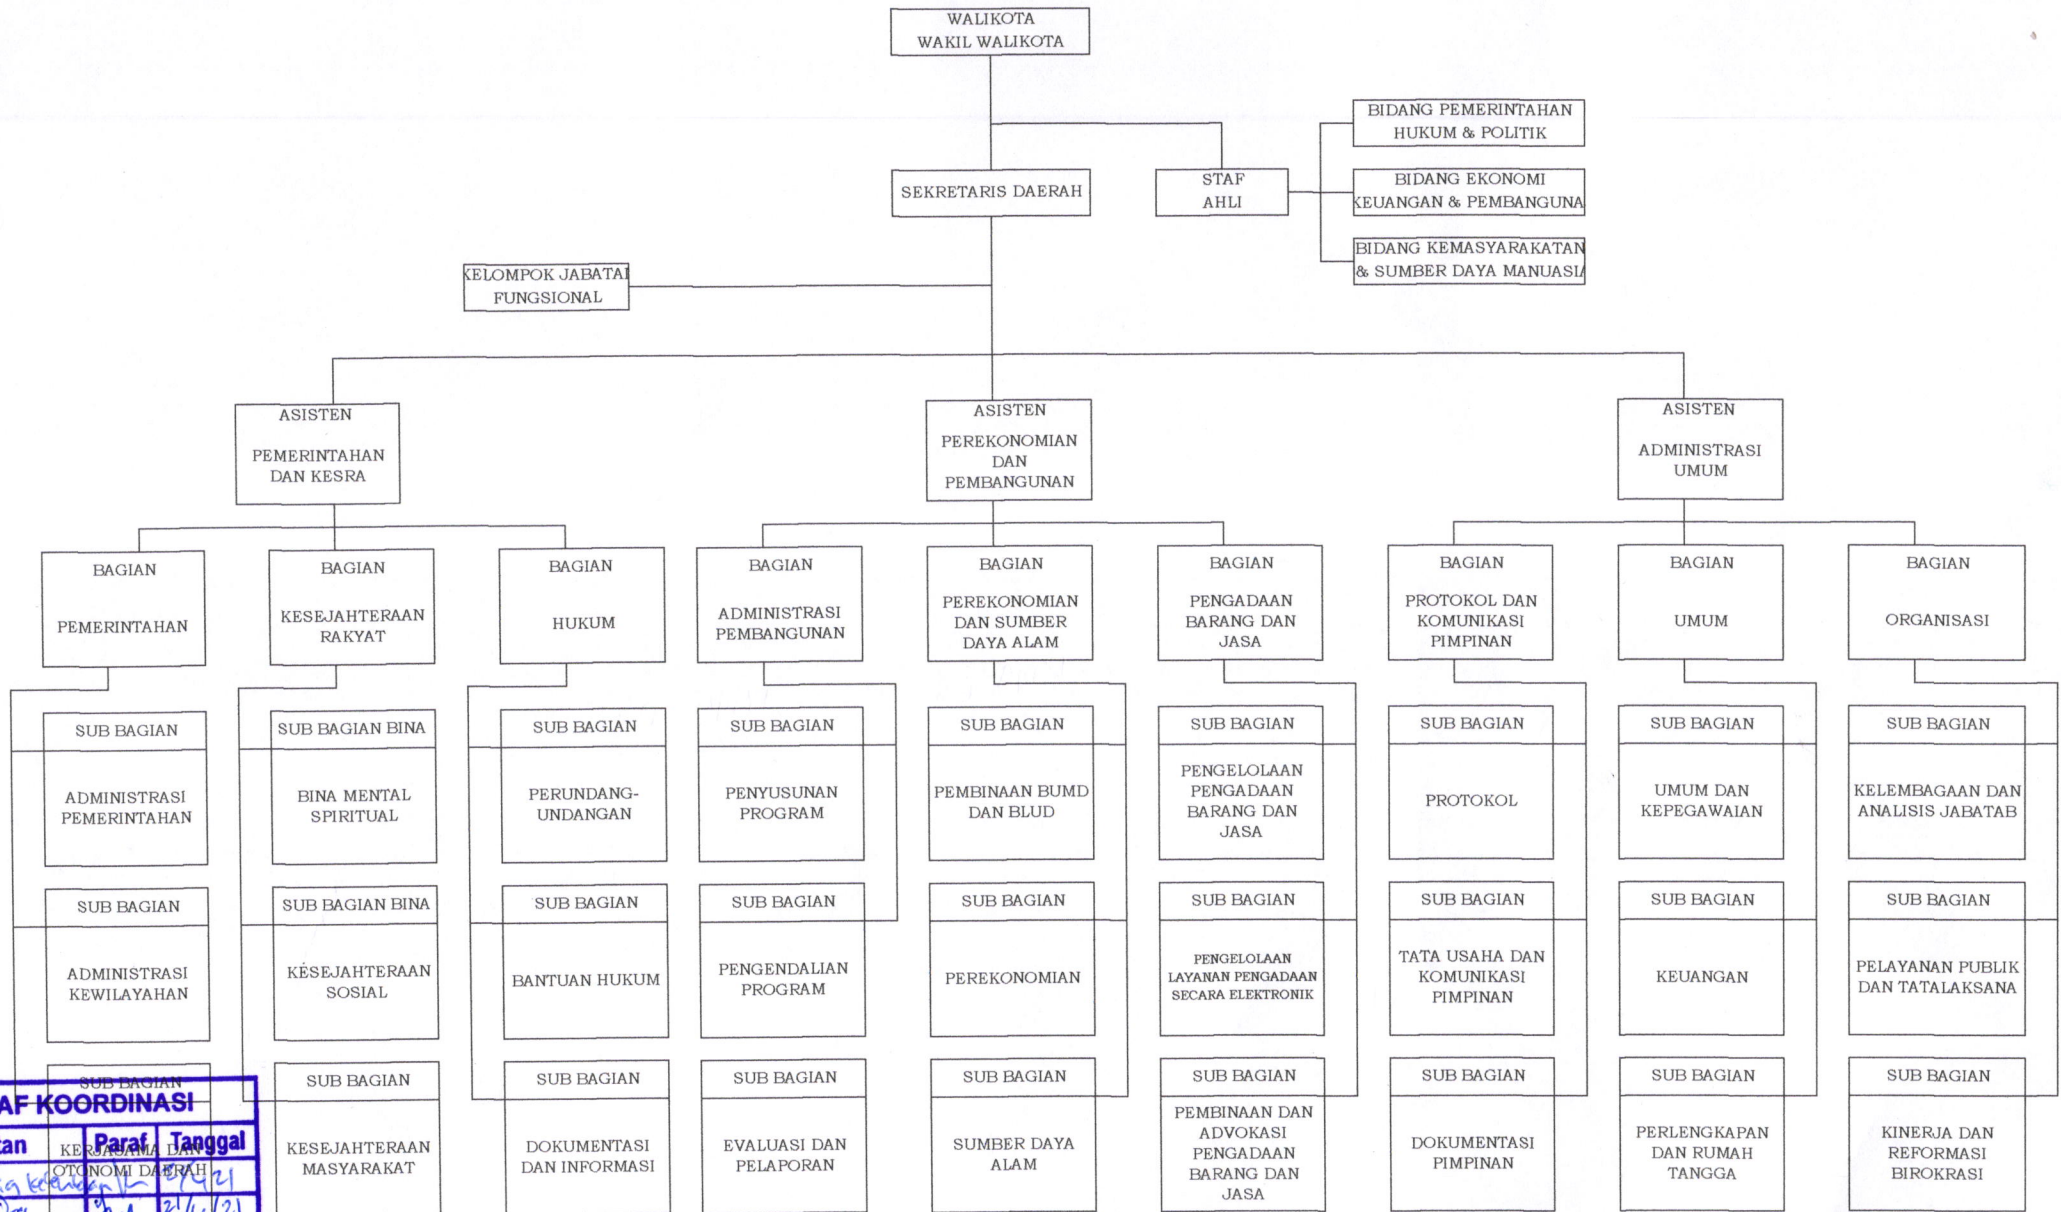 WALIKOTA
WAKIL WALIKOTA
BIDANG PEMERINTAHAN
HUKUM & POLITIK
SEKRETARIS DAERAH
STAF
AHLI
BIDANG EKONOMI
KEUANGAN & PEMBANGUNA
BIDANG KEMASYARAKATAN
& SUMBER DAYA MANUASIA
KELOMPOK JABATAN
FUNGSIONAL
ASISTEN
PEMERINTAHAN
DAN KESRA
ASISTEN
PEREKONOMIAN
DAN
PEMBANGUNAN
ASISTEN
ADMINISTRASI
UMUM
BAGIAN
PEMERINTAHAN
BAGIAN
KESEJAHTERAAN
RAKYAT
BAGIAN
HUKUM
BAGIAN
ADMINISTRASI
PEMBANGUNAN
BAGIAN
PEREKONOMIAN
DAN SUMBER
DAYA ALAM
BAGIAN
PENGADAAN
BARANG DAN
JASA
BAGIAN
PROTOKOL DAN
KOMUNIKASI
PIMPINAN
BAGIAN
UMUM
BAGIAN
ORGANISASI
SUB BAGIAN
ADMINISTRASI
PEMERINTAHAN
SUB BAGIAN BINA
BINA MENTAL
SPIRITUAL
SUB BAGIAN
PERUNDANG-
UNDANGAN
SUB BAGIAN
PENYUSUNAN
PROGRAM
SUB BAGIAN
PEMBINAAN BUMD
DAN BLUD
SUB BAGIAN
PENGELOLAAN
PENGADAAN
BARANG DAN
JASA
SUB BAGIAN
PROTOKOL
SUB BAGIAN
UMUM DAN
KEPEGAWAIAN
SUB BAGIAN
KELEMBAGAAN DAN
ANALISIS JABATAB
SUB BAGIAN
ADMINISTRASI
KEWILAYAHAN
SUB BAGIAN BINA
KESEJAHTERAAN
SOSIAL
SUB BAGIAN
BANTUAN HUKUM
SUB BAGIAN
PENGENDALIAN
PROGRAM
SUB BAGIAN
PEREKONOMIAN
SUB BAGIAN
PENGELOLAAN
LAYANAN PENGADAAN
SECARA ELEKTRONIK
SUB BAGIAN
TATA USAHA DAN
KOMUNIKASI
PIMPINAN
SUB BAGIAN
KEUANGAN
SUB BAGIAN
PELAYANAN PUBLIK
DAN TATALAKSANA
SUB BAGIAN
KERJASAMA DAN
OTONOMI DAERAH
SUB BAGIAN
KESEJAHTERAAN
MASYARAKAT
SUB BAGIAN
DOKUMENTASI
DAN INFORMASI
SUB BAGIAN
EVALUASI DAN
PELAPORAN
SUB BAGIAN
SUMBER DAYA
ALAM
SUB BAGIAN
PEMBINAAN DAN
ADVOKASI
PENGADAAN
BARANG DAN
JASA
SUB BAGIAN
DOKUMENTASI
PIMPINAN
SUB BAGIAN
PERLENGKAPAN
DAN RUMAH
TANGGA
SUB BAGIAN
KINERJA DAN
REFORMASI
BIROKRASI
AF KOORDINASI
tan Paraf Tanggal